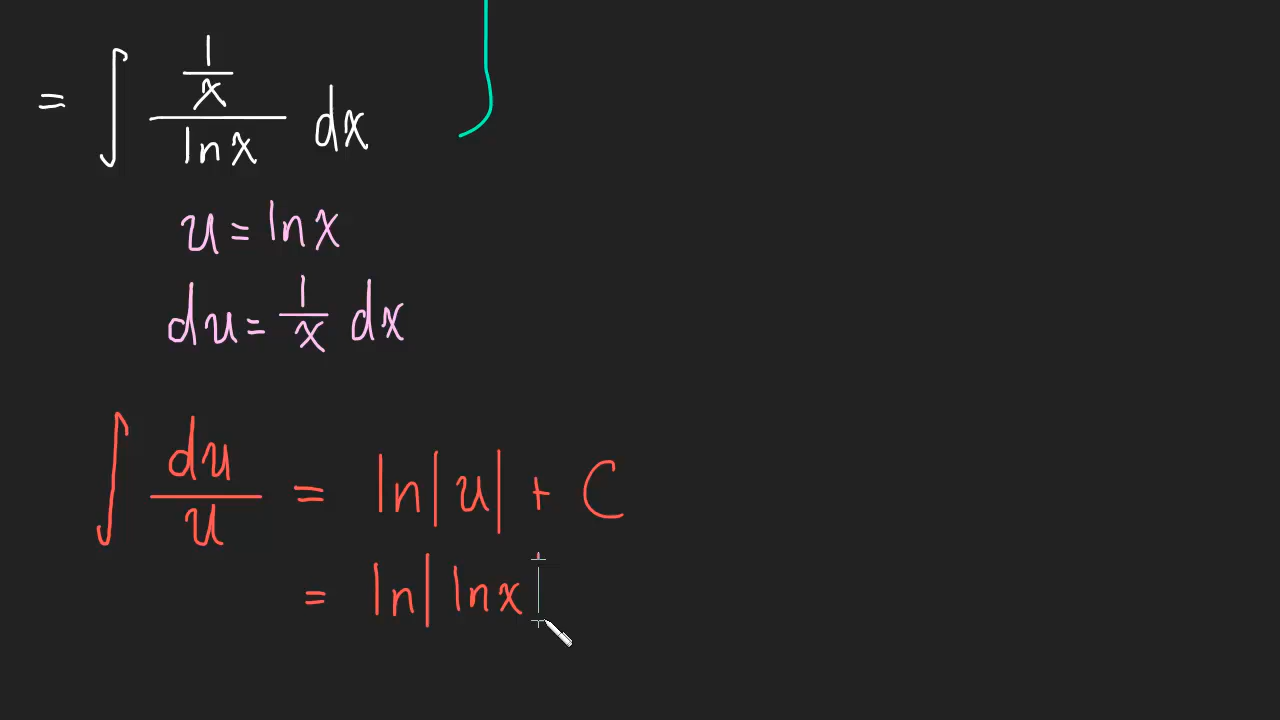 = ∫ (1/x)/(ln x) dx
u = ln x
du = 1/x dx
∫ du/u = ln|u| + C
= ln| ln x |